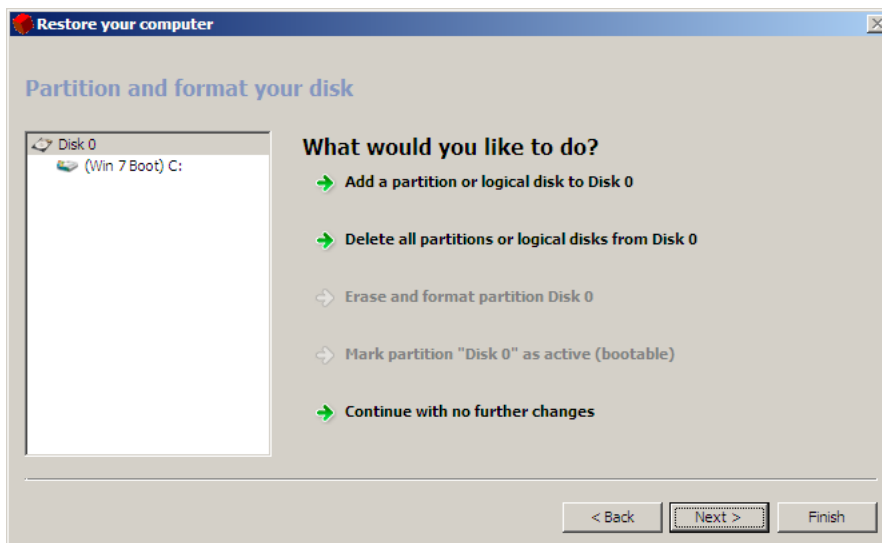 Restore your computer
Partition and format your disk
Disk 0
(Win 7 Boot) C:
What would you like to do?
Add a partition or logical disk to Disk 0
Delete all partitions or logical disks from Disk 0
Erase and format partition Disk 0
Mark partition "Disk 0" as active (bootable)
Continue with no further changes
< Back
Next >
Finish